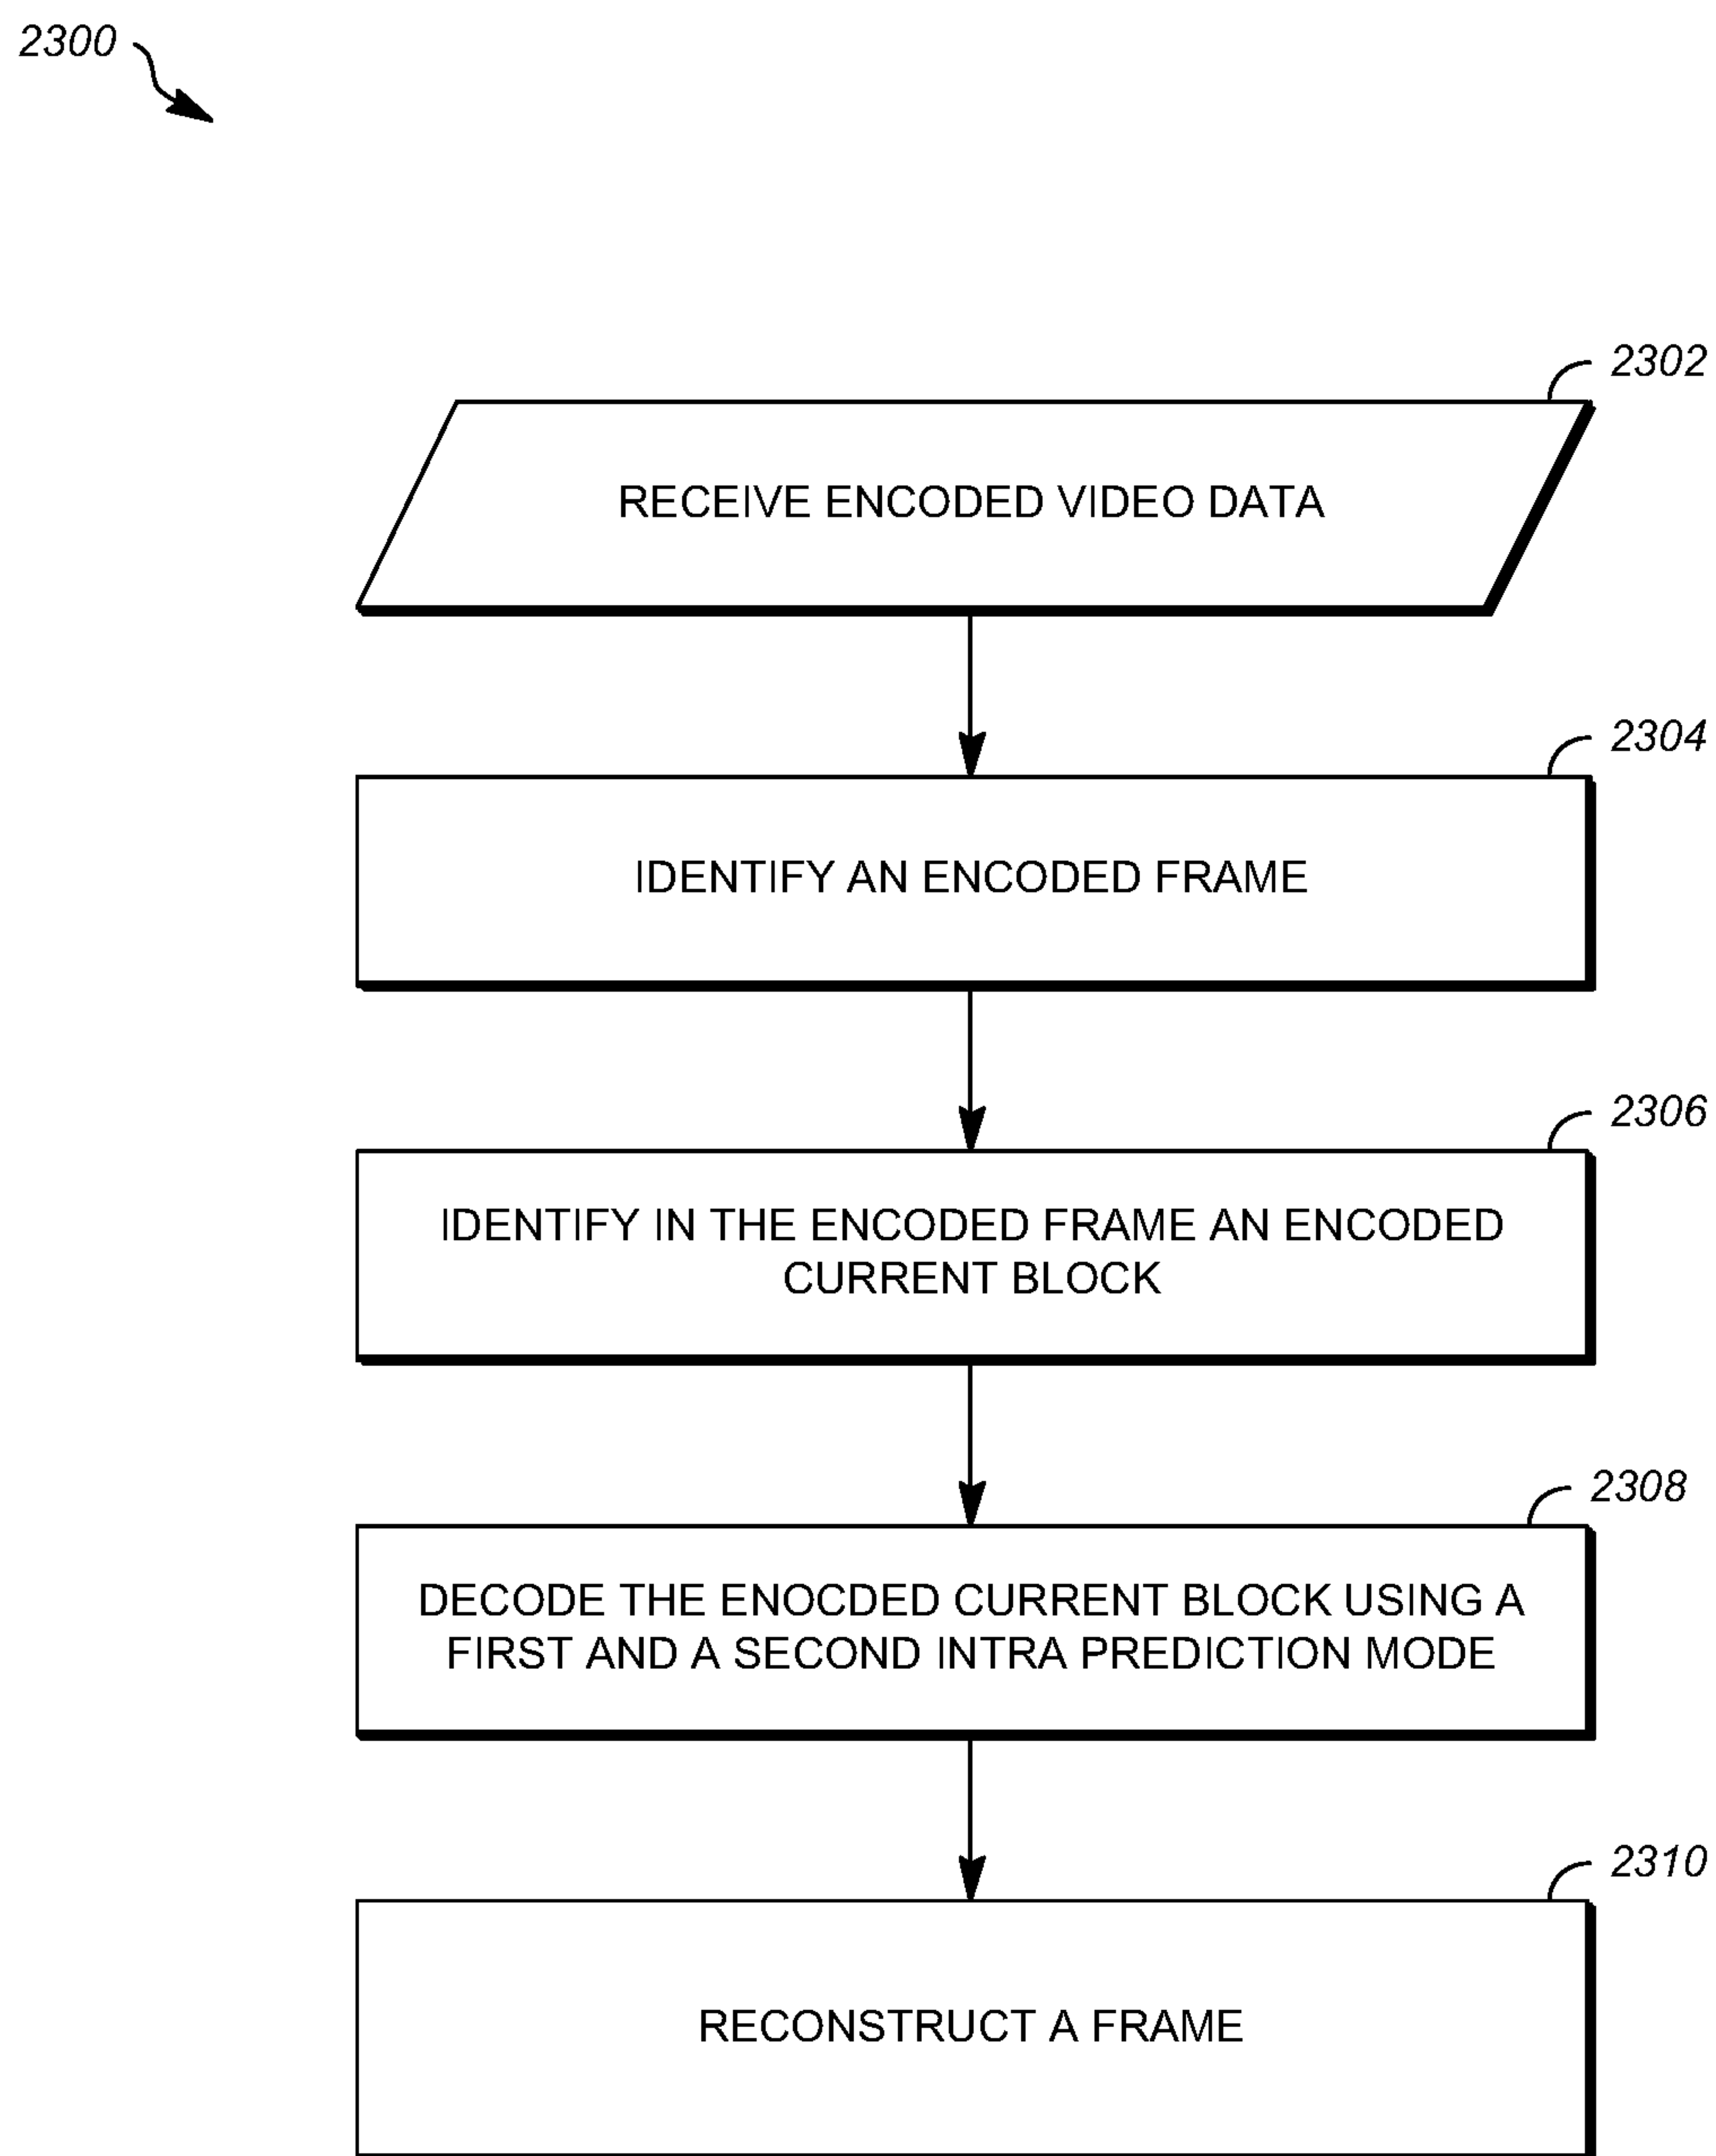 2300
2302
RECEIVE ENCODED VIDEO DATA
2304
IDENTIFY AN ENCODED FRAME
2306
IDENTIFY IN THE ENCODED FRAME AN ENCODED
CURRENT BLOCK
2308
DECODE THE ENOCDED CURRENT BLOCK USING A
FIRST AND A SECOND INTRA PREDICTION MODE
2310
RECONSTRUCT A FRAME